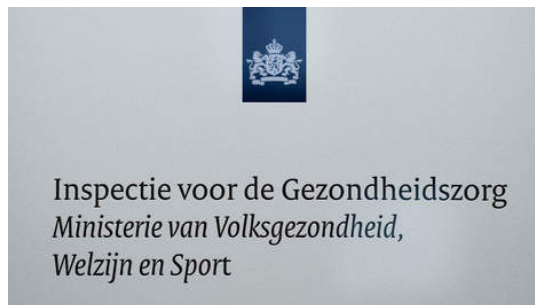 Inspectie voor de Gezondheidszorg
Ministerie van Volksgezondheid,
Welzijn en Sport